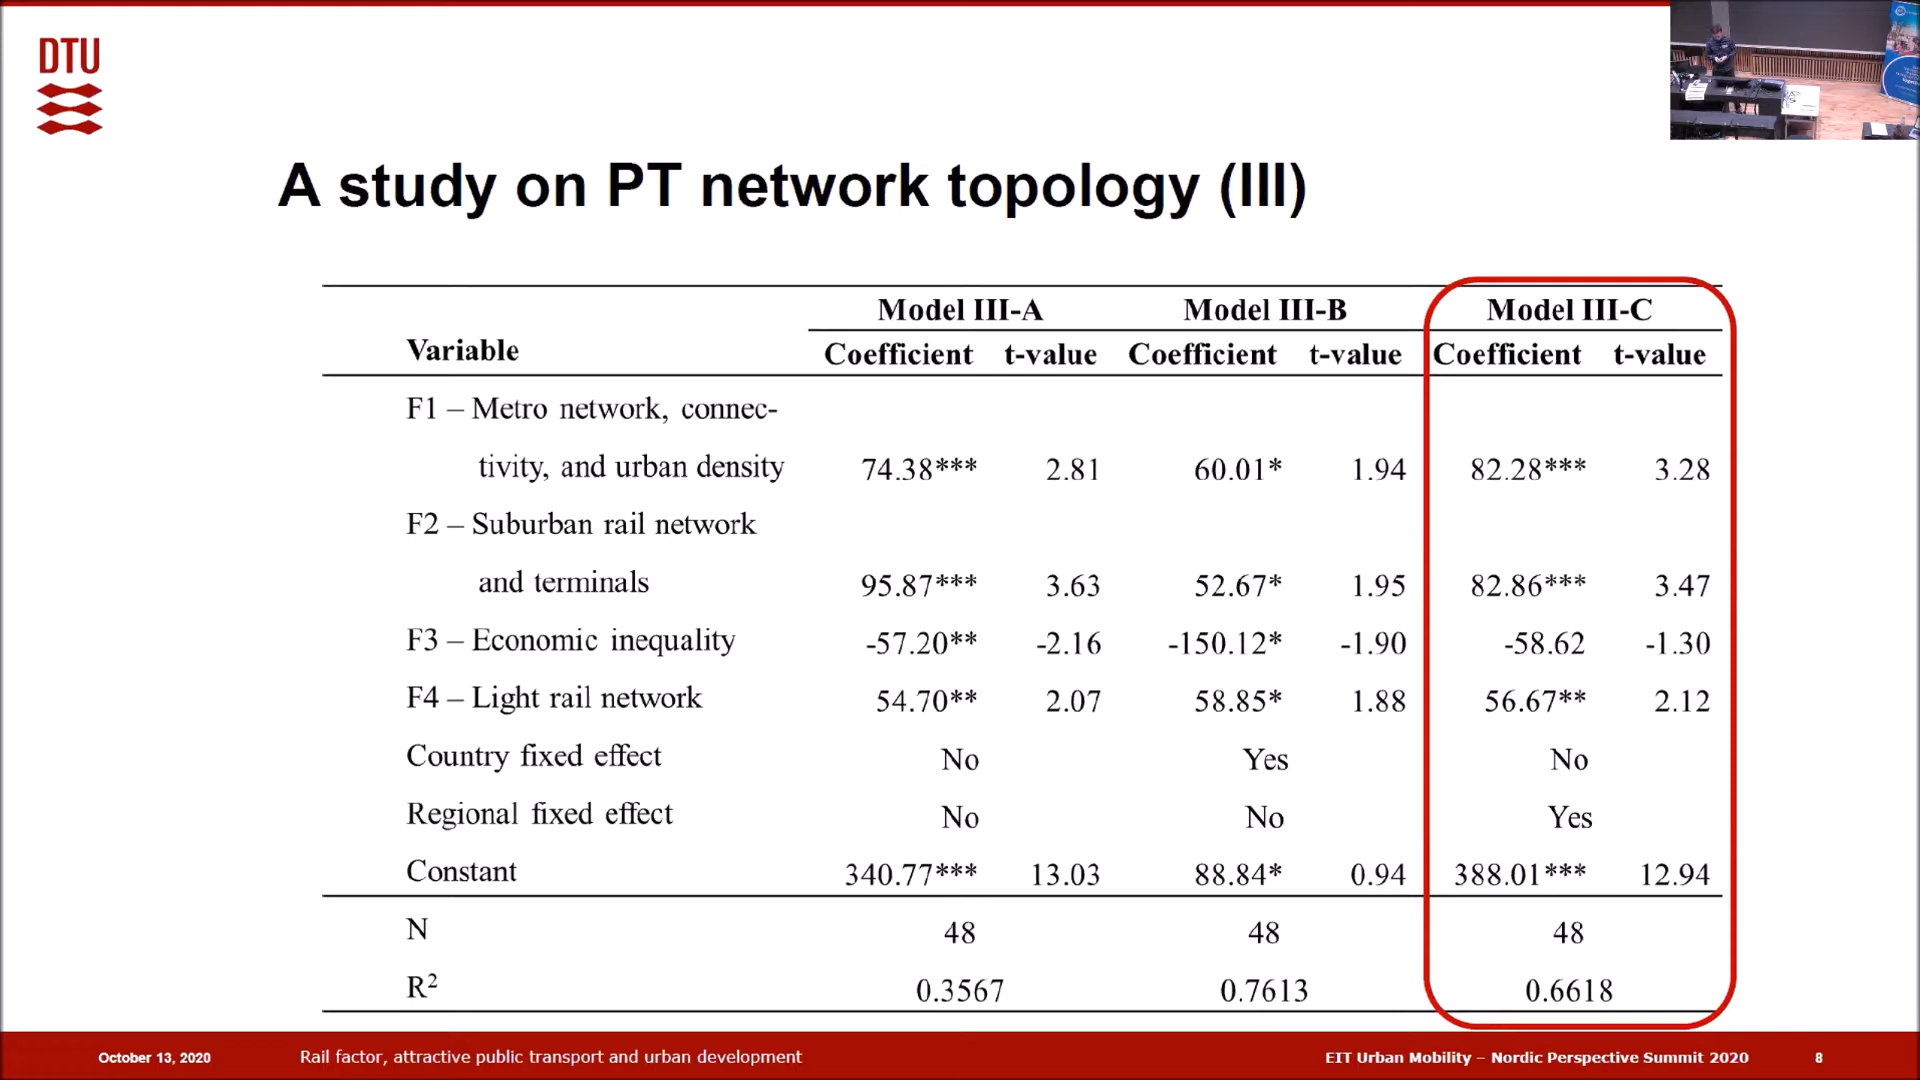 DTU
A study on PT network topology (III)
Model III-A Model III-B Model III-C
Variable Coefficient t-value Coefficient t-value Coefficient t-value
F1 – Metro network, connec-
tivity, and urban density 74.38*** 2.81 60.01* 1.94 82.28*** 3.28
F2 – Suburban rail network
and terminals 95.87*** 3.63 52.67* 1.95 82.86*** 3.47
F3 – Economic inequality -57.20** -2.16 -150.12* -1.90 -58.62 -1.30
F4 – Light rail network 54.70** 2.07 58.85* 1.88 56.67** 2.12
Country fixed effect No Yes No
Regional fixed effect No No Yes
Constant 340.77*** 13.03 88.84* 0.94 388.01*** 12.94
N 48 48 48
R² 0.3567 0.7613 0.6618
October 13, 2020 Rail factor, attractive public transport and urban development EIT Urban Mobility – Nordic Perspective Summit 2020 8